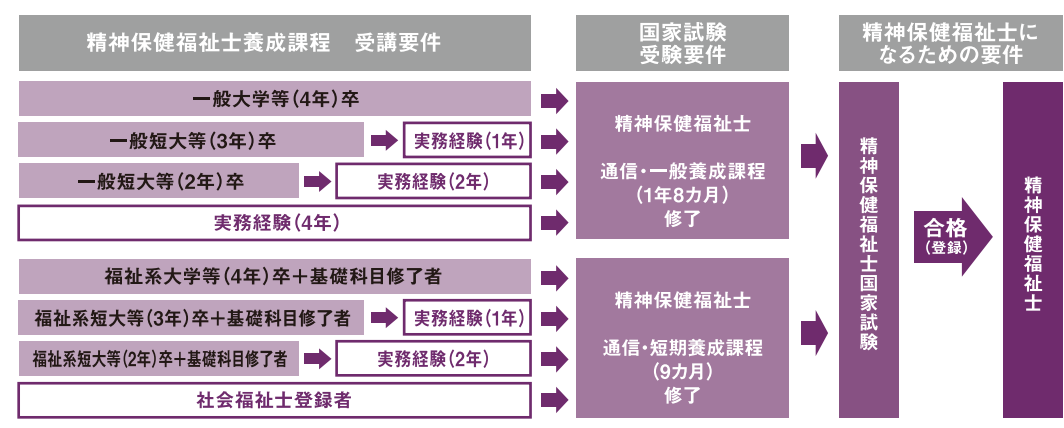 精神保健福祉士養成課程　受講要件
国家試験
受験要件
精神保健福祉士に
なるための要件
一般大学等(4年)卒
一般短大等(3年)卒
実務経験(1年)
一般短大等(2年)卒
実務経験(2年)
実務経験(4年)
精神保健福祉士
通信・一般養成課程
(1年8カ月)
修了
福祉系大学等(4年)卒＋基礎科目修了者
福祉系短大等(3年)卒＋基礎科目修了者
実務経験(1年)
福祉系短大等(2年)卒＋基礎科目修了者
実務経験(2年)
社会福祉士登録者
精神保健福祉士
通信・短期養成課程
(9カ月)
修了
精神保健福祉士国家試験
合格
(登録)
精神保健福祉士